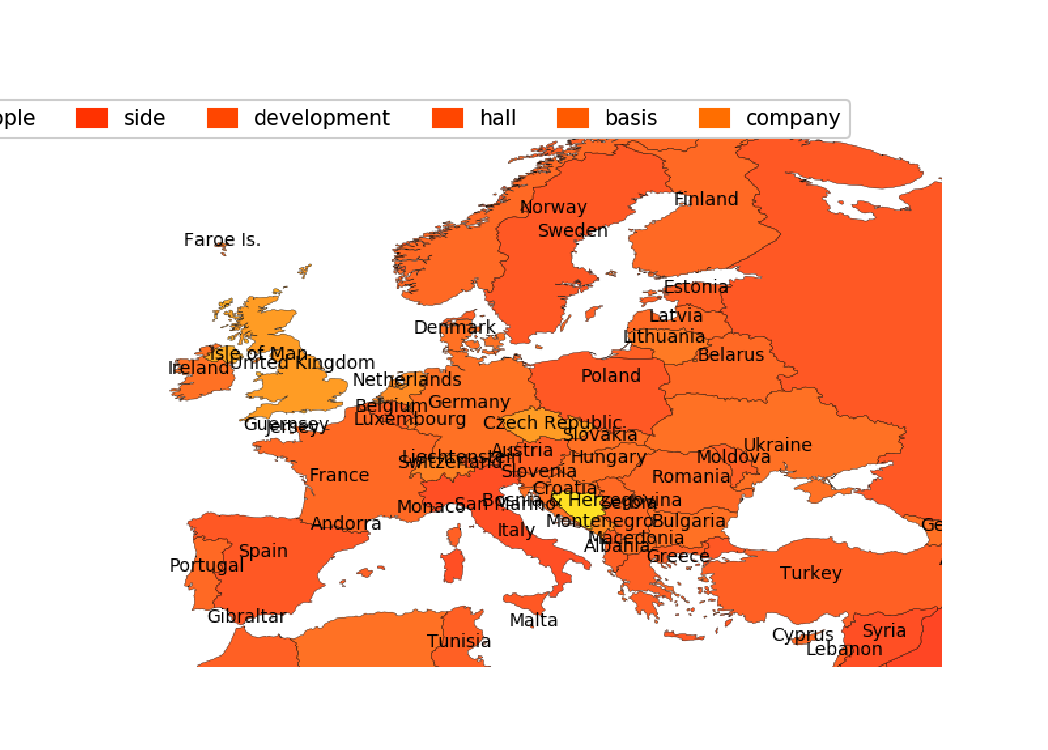 ople side development hall basis company
Finland
Norway
Sweden
Faroe Is.
Estonia
Latvia
Denmark
Lithuania
Isle of Man
Belarus
United Kingdom
Ireland
Poland
Netherlands
Germany
Belgium
Luxembourg
Czech Republic
Guernsey
Jersey
Slovakia
Ukraine
Austria
Liechtenstein
Switzerland
Hungary
Moldova
Slovenia
France
Romania
Croatia
Bosnia & Herzegovina
Serbia
Monaco
San Marino
Andorra
Montenegro
Bulgaria
Italy
Ge
Macedonia
Albania
Spain
Greece
Portugal
Turkey
Gibraltar
Malta
Syria
Cyprus
Tunisia
Lebanon